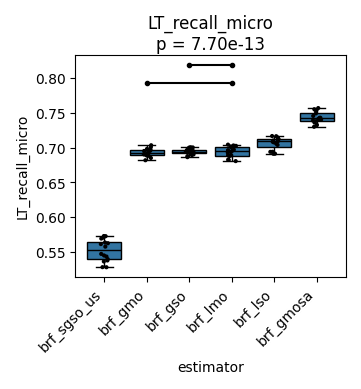 LT_recall_micro
p = 7.70e-13
LT_recall_micro
0.80
0.75
0.70
0.65
0.60
0.55
brf_sgso_us
brf_gmo
brf_gso
brf_lmo
brf_lso
brf_gmosa
estimator